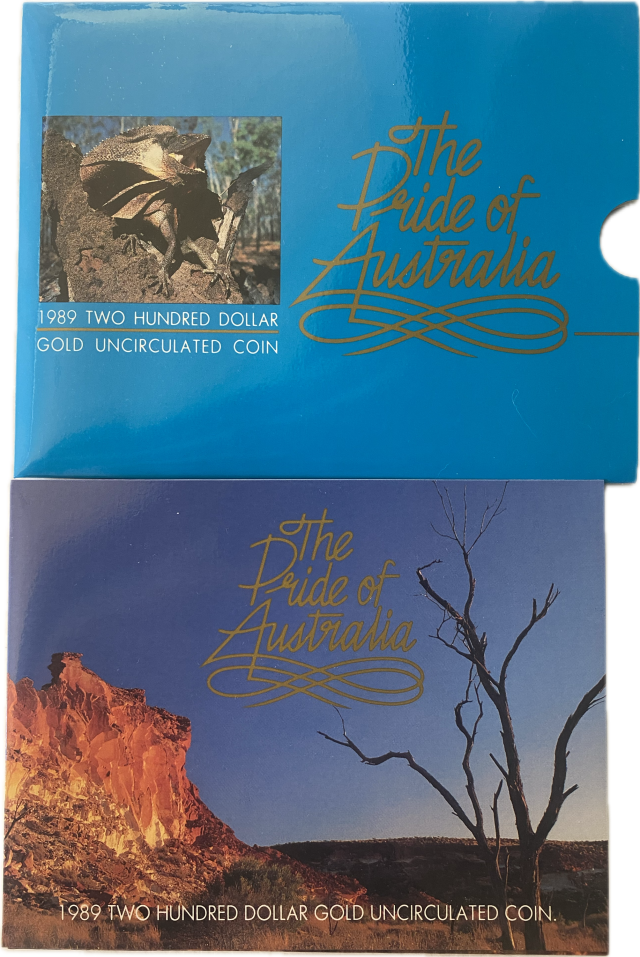 The
Pride of
Australia
1989 TWO HUNDRED DOLLAR
GOLD UNCIRCULATED COIN
The
Pride of
Australia
1989 TWO HUNDRED DOLLAR GOLD UNCIRCULATED COIN.